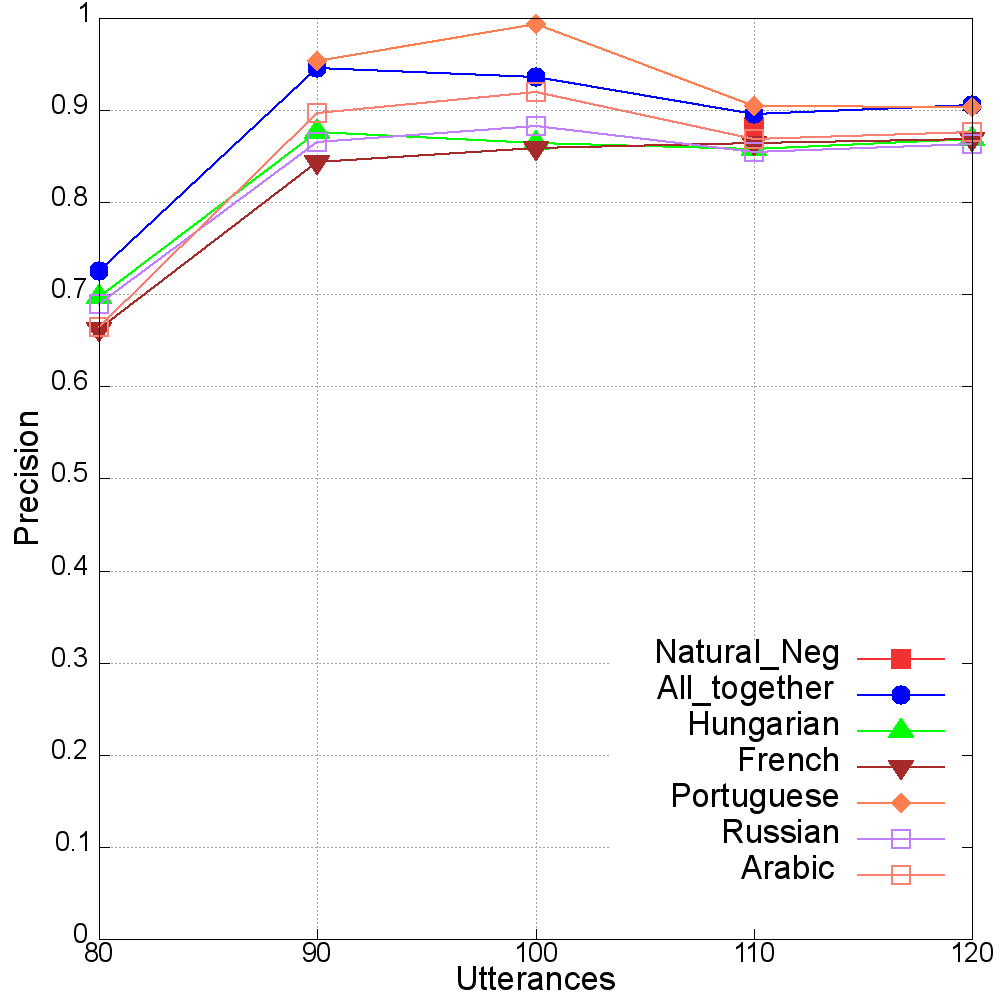 1
0.9
0.8
0.7
0.6
0.5
0.4
0.3
0.2
0.1
0
Precision
Natural_Neg
All_together
Hungarian
French
Portuguese
Russian
Arabic
80 90 100 110 120
Utterances